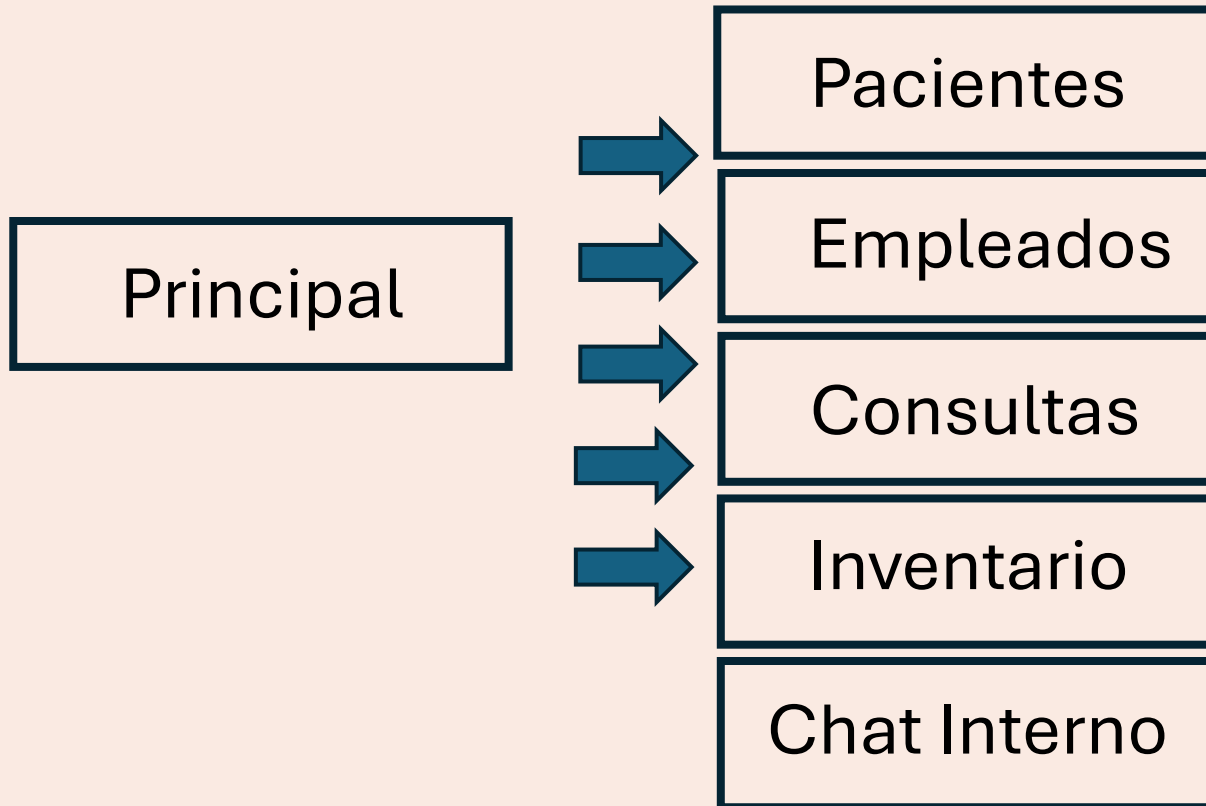 Pacientes
Empleados
Principal
Consultas
Inventario
Chat Interno